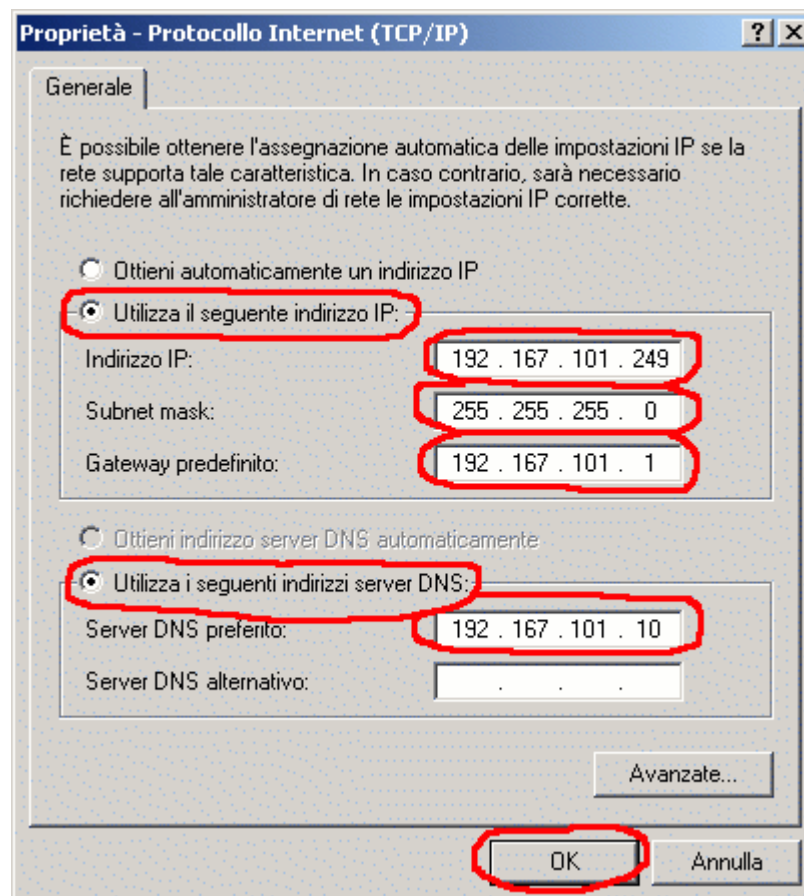 Proprietà - Protocollo Internet (TCP/IP)
Generale
È possibile ottenere l'assegnazione automatica delle impostazioni IP se la
rete supporta tale caratteristica. In caso contrario, sarà necessario
richiedere all'amministratore di rete le impostazioni IP corrette.
Ottieni automaticamente un indirizzo IP
Utilizza il seguente indirizzo IP:
Indirizzo IP: 192 . 167 . 101 . 249
Subnet mask: 255 . 255 . 255 . 0
Gateway predefinito: 192 . 167 . 101 . 1
Ottieni indirizzo server DNS automaticamente
Utilizza i seguenti indirizzi server DNS:
Server DNS preferito: 192 . 167 . 101 . 10
Server DNS alternativo: . . .
Avanzate...
OK Annulla